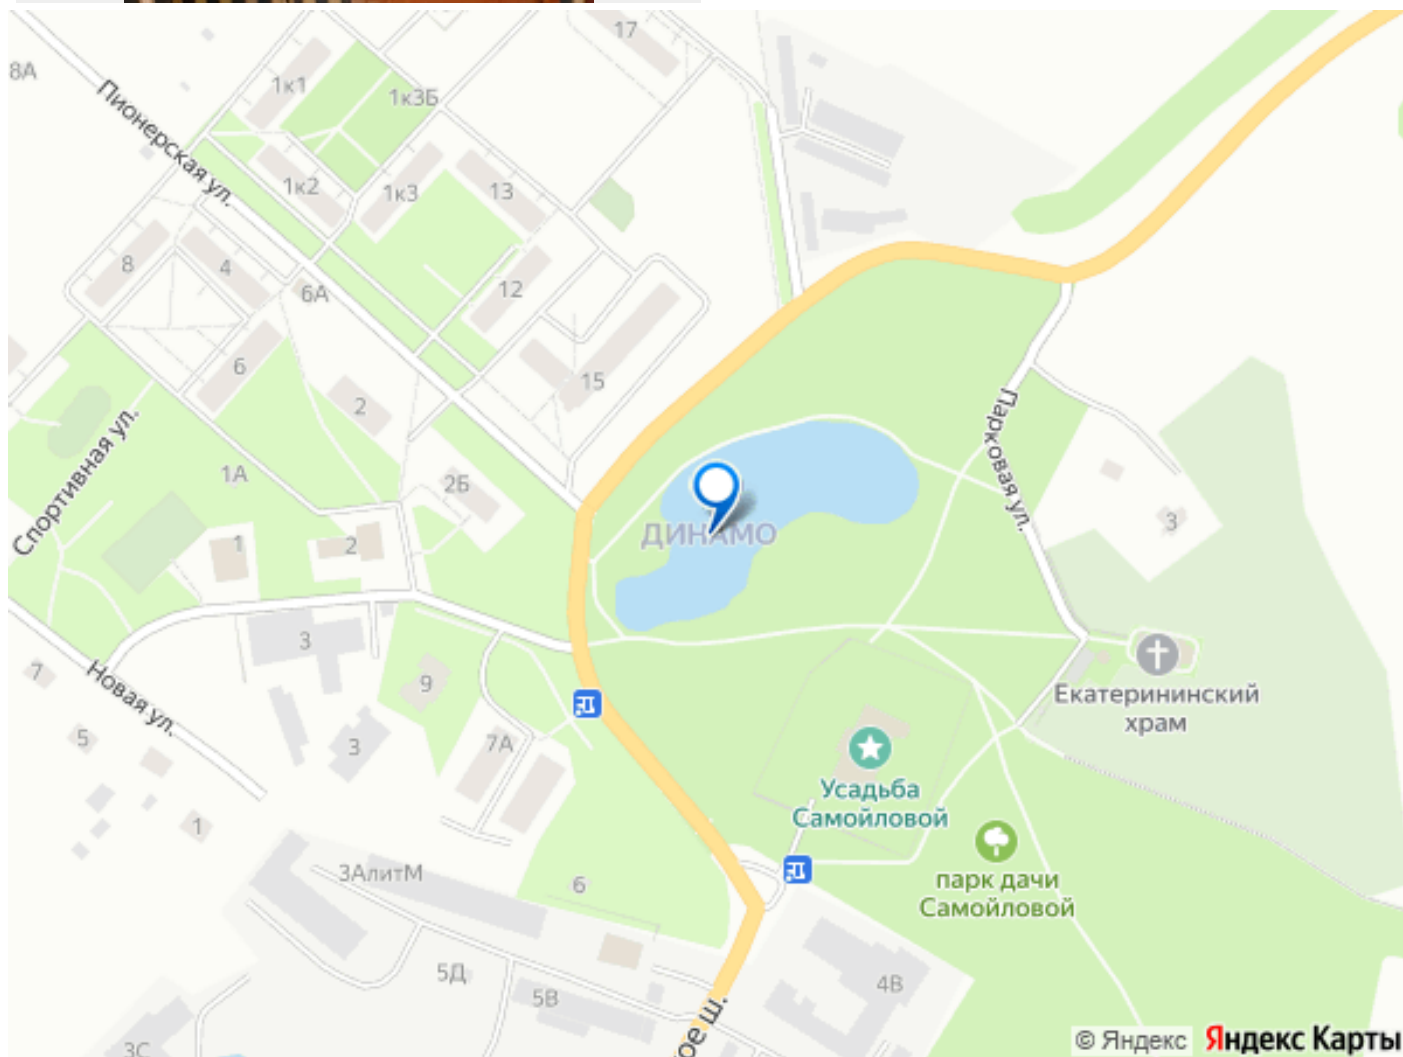 17
8А
1к1
1к3Б
Пионерская ул.
1к2
1к3
13
8
4
6А
12
6
15
2
Парковая ул.
Спортивная ул.
1А
2Б
3
ДИНАМО
1
2
3
7
9
Новая ул.
Екатерининский
храм
5
3
7А
Усадьба
Самойловой
1
3АлитМ
6
парк дачи
Самойловой
5Д
5В
4В
ое ш.
3С
© Яндекс
Яндекс Карты